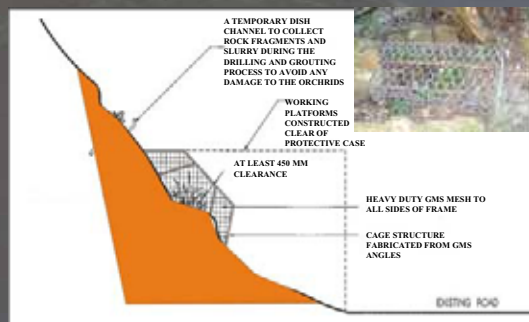 A TEMPORARY DISH
CHANNEL TO COLLECT
ROCK FRAGMENTS AND
SLURRY DURING THE
DRILLING AND GROUTING
PROCESS TO AVOID ANY
DAMAGE TO THE ORCHRIDS
WORKING
PLATFORMS
CONSTRUCTED
CLEAR OF
PROTECTIVE CASE
AT LEAST 450 MM
CLEARANCE
HEAVY DUTY GMS MESH TO
ALL SIDES OF FRAME
CAGE STRUCTURE
FABRICATED FROM GMS
ANGLES
EXISTING ROAD